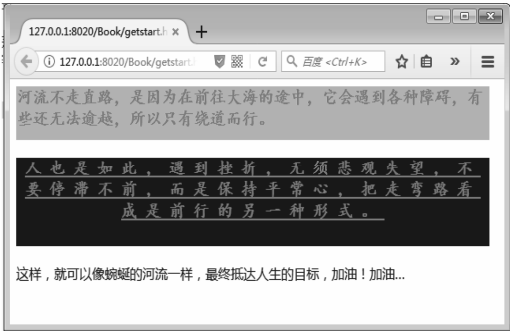 127.0.0.1:8020/Book/getstart.h ×
127.0.0.1:8020/Book/getstart.
百度 <Ctrl+K>
河流不走直路，是因为在前往大海的途中，它会遇到各种障碍，有
些还无法逾越，所以只有绕道而行。
人也是如此，遇到挫折，无须悲观失望，不
要停滞不前，而是保持平常心，把走弯路看
成是前行的另一种形式。
这样，就可以像蜿蜒的河流一样，最终抵达人生的目标，加油！加油...